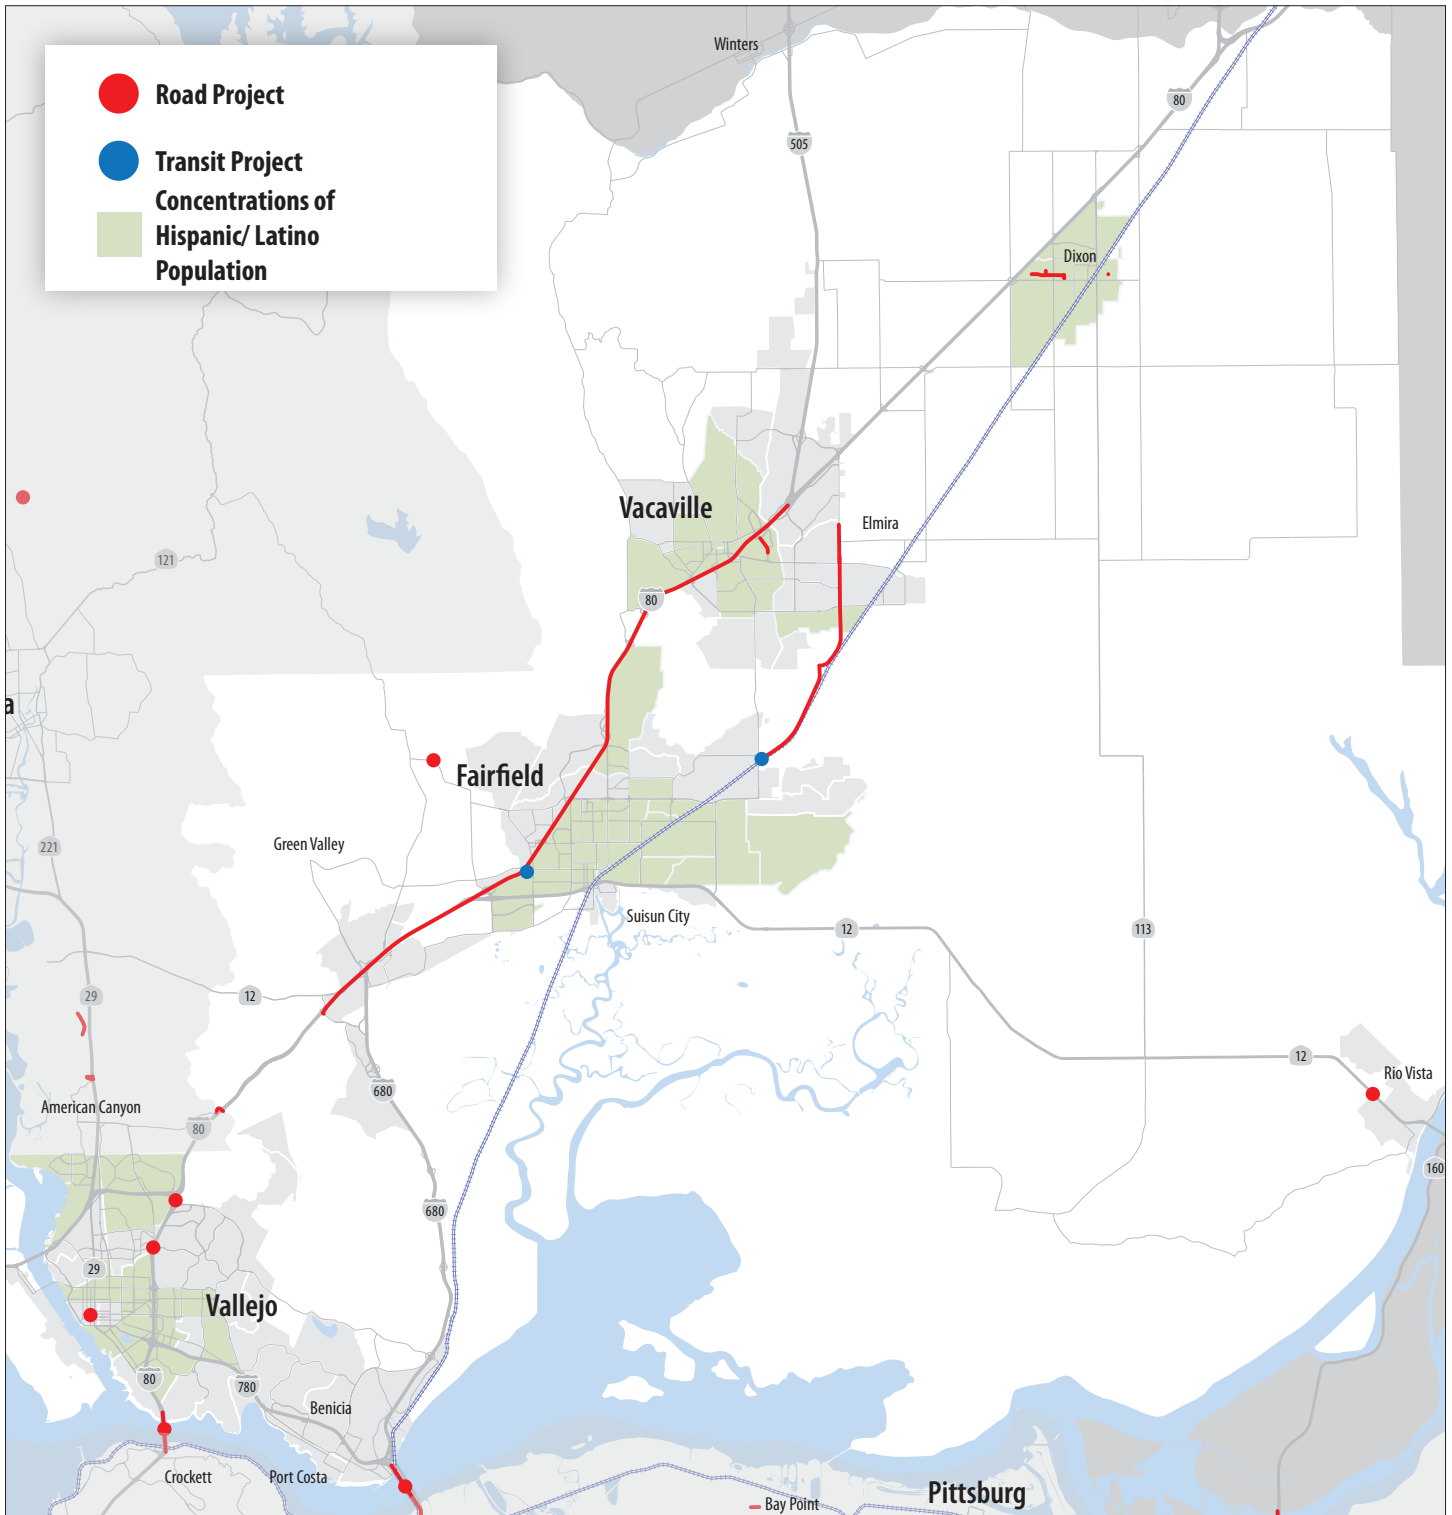 Road Project
Transit Project
Concentrations of
Hispanic/ Latino
Population
Winters
80
505
Dixon
Vacaville
Elmira
121
80
a
Fairfield
Green Valley
221
Suisun City
12
113
29
12
12
Rio Vista
680
American Canyon
80
160
680
29
Vallejo
80
780
Benicia
Crockett
Port Costa
Pittsburg
Bay Point